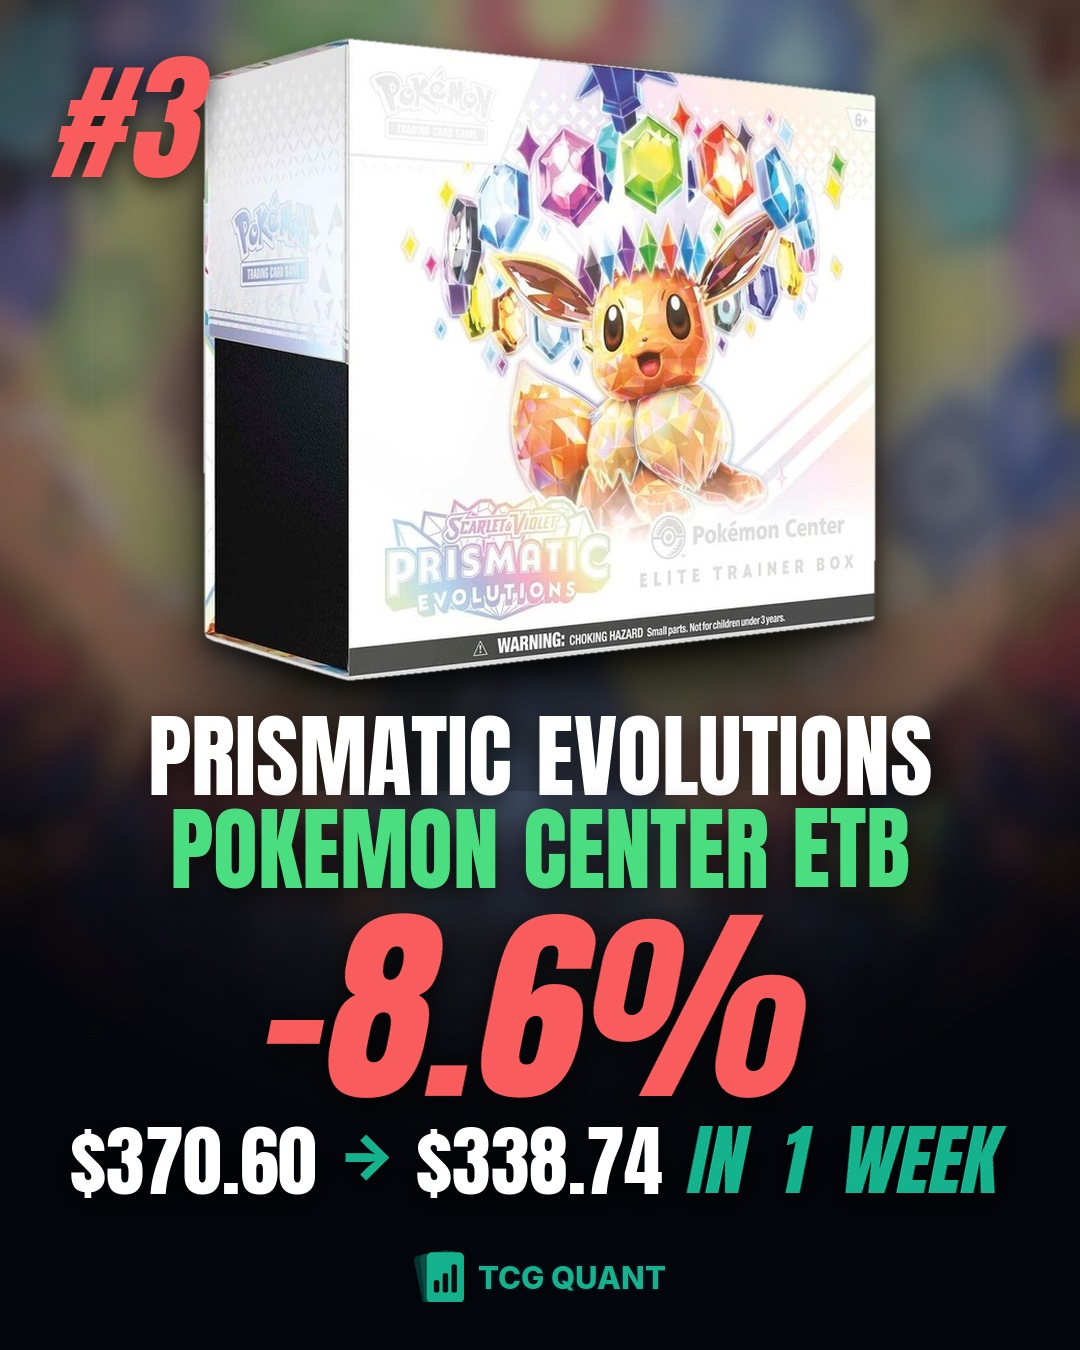 #3
Pokémon
TRADING CARD GAME
6+
Pokémon
TRADING CARD GAME
SCARLET & VIOLET
PRISMATIC
EVOLUTIONS
Pokémon Center
ELITE TRAINER BOX
WARNING: CHOKING HAZARD Small parts. Not for children under 3 years.
PRISMATIC EVOLUTIONS
POKEMON CENTER ETB
-8.6%
$370.60 → $338.74 IN 1 WEEK
TCG QUANT